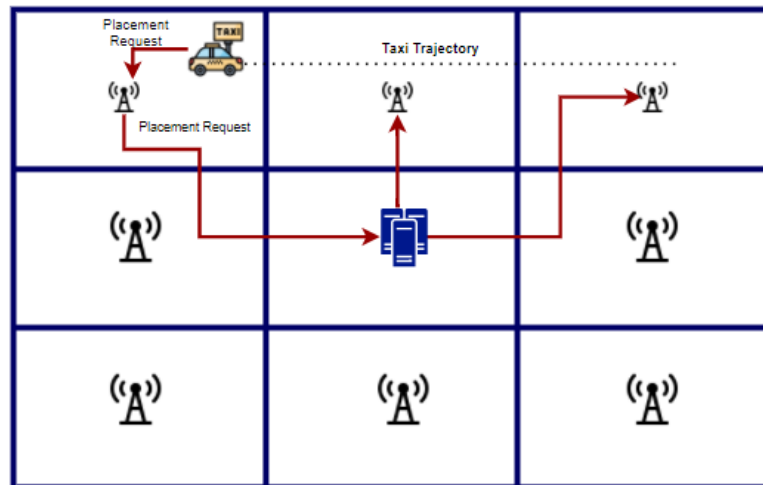 Placement
Request
TAXI
Taxi Trajectory
Placement Request